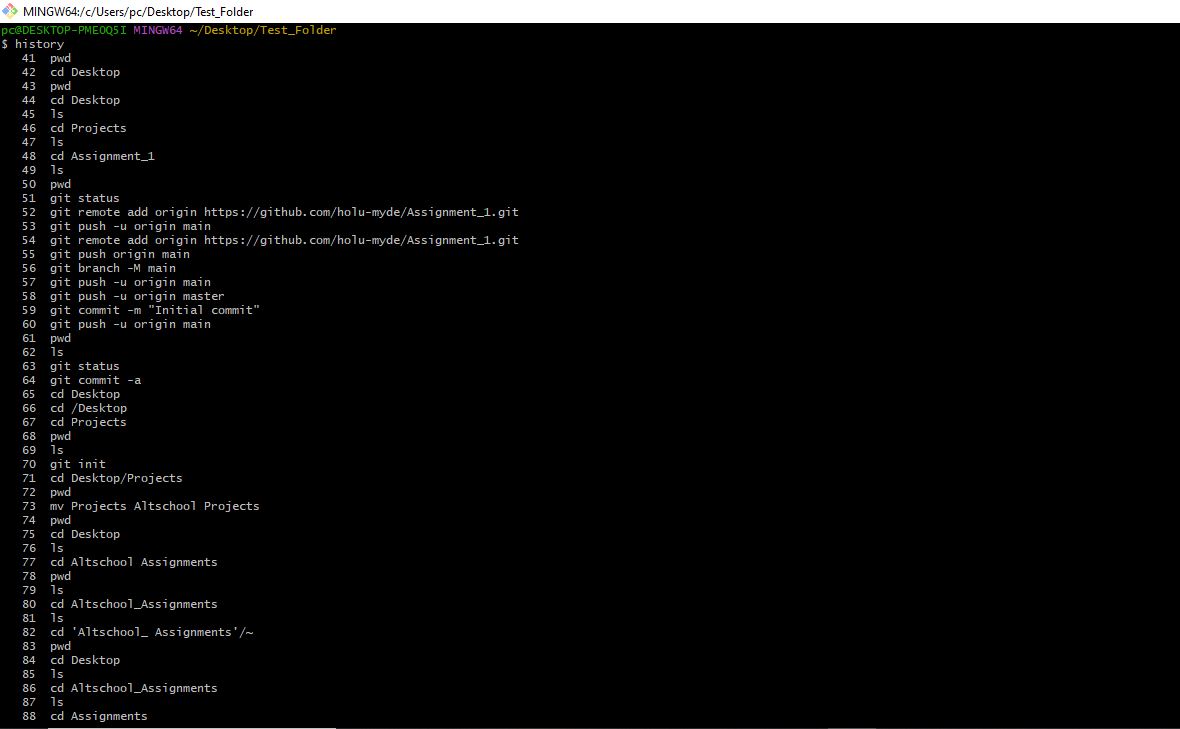 MINGW64:/c/Users/pc/Desktop/Test_Folder
pc@DESKTOP-PMEOQ5I MINGW64 ~/Desktop/Test_Folder
$ history
41 pwd
42 cd Desktop
43 pwd
44 cd Desktop
45 ls
46 cd Projects
47 ls
48 cd Assignment_1
49 ls
50 pwd
51 git status
52 git remote add origin https://github.com/holu-myde/Assignment_1.git
53 git push -u origin main
54 git remote add origin https://github.com/holu-myde/Assignment_1.git
55 git push origin main
56 git branch -M main
57 git push -u origin main
58 git push -u origin master
59 git commit -m "Initial commit"
60 git push -u origin main
61 pwd
62 ls
63 git status
64 git commit -a
65 cd Desktop
66 cd /Desktop
67 cd Projects
68 pwd
69 ls
70 git init
71 cd Desktop/Projects
72 pwd
73 mv Projects Altschool Projects
74 pwd
75 cd Desktop
76 ls
77 cd Altschool Assignments
78 pwd
79 ls
80 cd Altschool_Assignments
81 ls
82 cd 'Altschool_ Assignments'/~
83 pwd
84 cd Desktop
85 ls
86 cd Altschool_Assignments
87 ls
88 cd Assignments